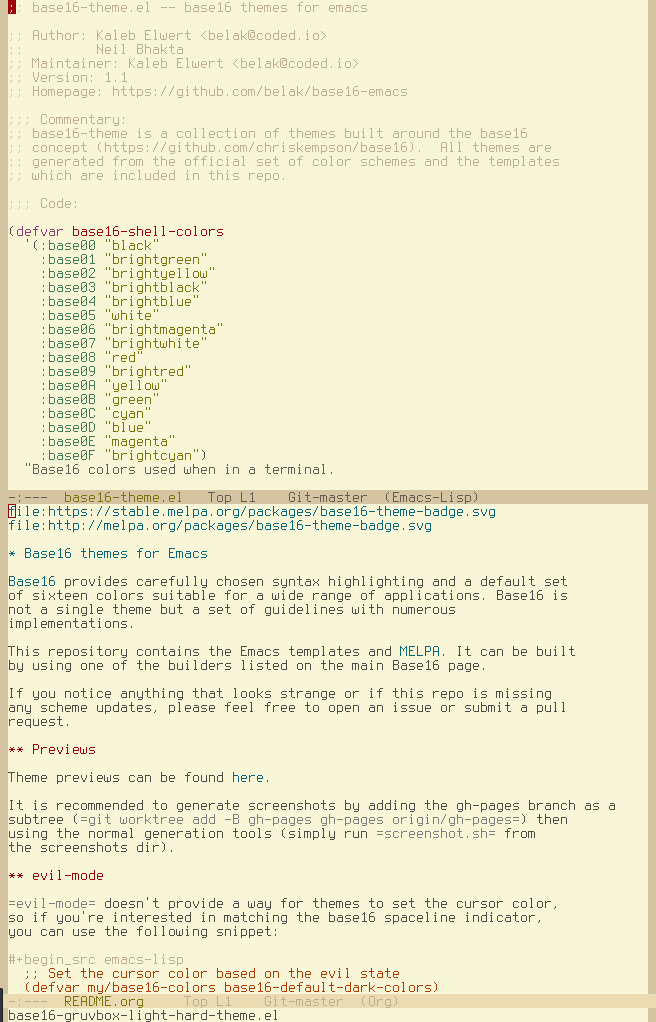 ;; base16-theme.el -- base16 themes for emacs
;; Author: Kaleb Elwert <belak@coded.io>
;;         Neil Bhakta
;; Maintainer: Kaleb Elwert <belak@coded.io>
;; Version: 1.1
;; Homepage: https://github.com/belak/base16-emacs
;;; Commentary:
;; base16-theme is a collection of themes built around the base16
;; concept (https://github.com/chriskempson/base16).  All themes are
;; generated from the official set of color schemes and the templates
;; which are included in this repo.
;;; Code:
(defvar base16-shell-colors
  '(:base00 "black"
    :base01 "brightgreen"
    :base02 "brightyellow"
    :base03 "brightblack"
    :base04 "brightblue"
    :base05 "white"
    :base06 "brightmagenta"
    :base07 "brightwhite"
    :base08 "red"
    :base09 "brightred"
    :base0A "yellow"
    :base0B "green"
    :base0C "cyan"
    :base0D "blue"
    :base0E "magenta"
    :base0F "brightcyan")
  "Base16 colors used when in a terminal.
-:---  base16-theme.el   Top L1    Git-master  (Emacs-Lisp)
file:https://stable.melpa.org/packages/base16-theme-badge.svg
file:http://melpa.org/packages/base16-theme-badge.svg
* Base16 themes for Emacs
Base16 provides carefully chosen syntax highlighting and a default set
of sixteen colors suitable for a wide range of applications. Base16 is
not a single theme but a set of guidelines with numerous
implementations.
This repository contains the Emacs templates and MELPA. It can be built
by using one of the builders listed on the main Base16 page.
If you notice anything that looks strange or if this repo is missing
any scheme updates, please feel free to open an issue or submit a pull
request.
** Previews
Theme previews can be found here.
It is recommended to generate screenshots by adding the gh-pages branch as a
subtree (=git worktree add -B gh-pages gh-pages origin/gh-pages=) then
using the normal generation tools (simply run =screenshot.sh= from
the screenshots dir).
** evil-mode
=evil-mode= doesn't provide a way for themes to set the cursor color,
so if you're interested in matching the base16 spaceline indicator,
you can use the following snippet:
#+begin_src emacs-lisp
  ;; Set the cursor color based on the evil state
  (defvar my/base16-colors base16-default-dark-colors)
-:---  README.org     Top L1    Git-master  (Org)
base16-gruvbox-light-hard-theme.el